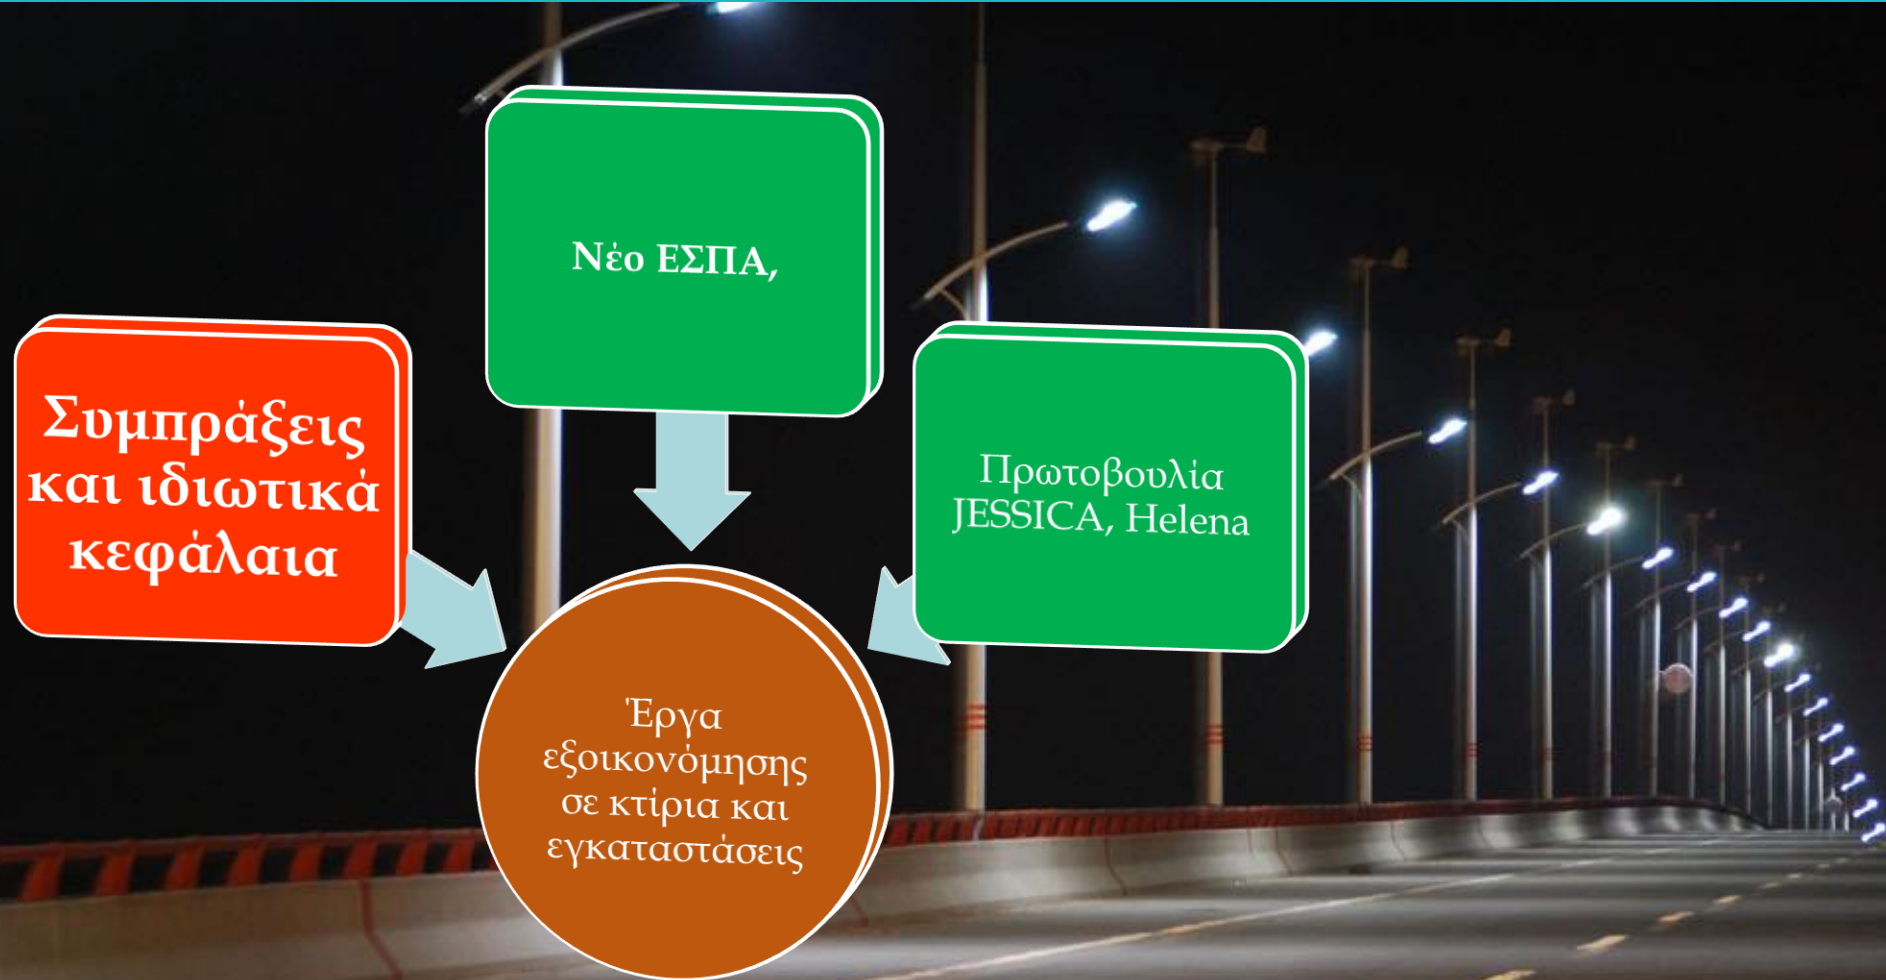 Νέο ΕΣΠΑ,
Συμπράξεις
και ιδιωτικά
κεφάλαια
Πρωτοβουλία
JESSICA, Helena
Έργα
εξοικονόμησης
σε κτίρια και
εγκαταστάσεις